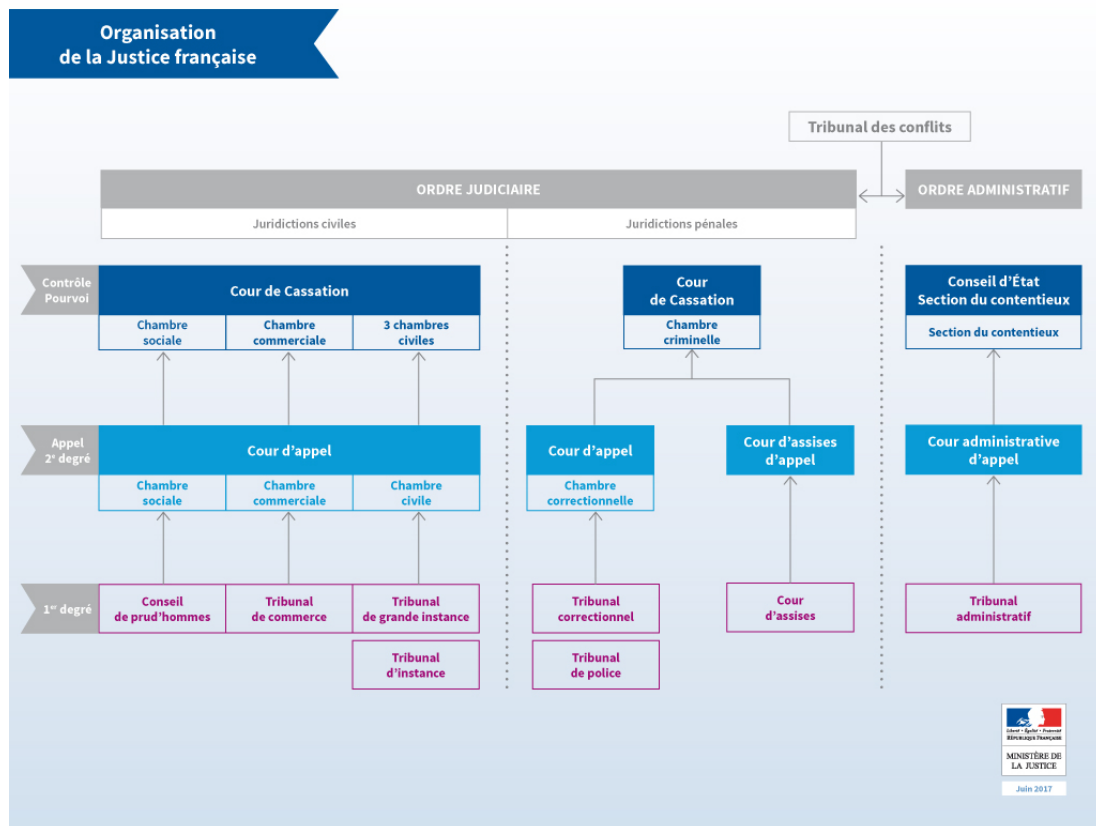 Organisation
de la Justice française
Tribunal des conflits
ORDRE JUDICIAIRE
ORDRE ADMINISTRATIF
Juridictions civiles
Juridictions pénales
Contrôle
Pourvoi
Cour de Cassation
Chambre
sociale
Chambre
commerciale
3 chambres
civiles
Cour
de Cassation
Chambre
criminelle
Conseil d’État
Section du contentieux
Section du contentieux
Appel
2e degré
Cour d’appel
Chambre
sociale
Chambre
commerciale
Chambre
civile
Cour d’appel
Chambre
correctionnelle
Cour d’assises
d’appel
Cour administrative
d’appel
1er degré
Conseil
de prud’hommes
Tribunal
de commerce
Tribunal
de grande instance
Tribunal
d’instance
Tribunal
correctionnel
Tribunal
de police
Cour
d’assises
Tribunal
administratif
Liberté • Égalité • Fraternité
RÉPUBLIQUE FRANÇAISE
MINISTÈRE DE
LA JUSTICE
Juin 2017